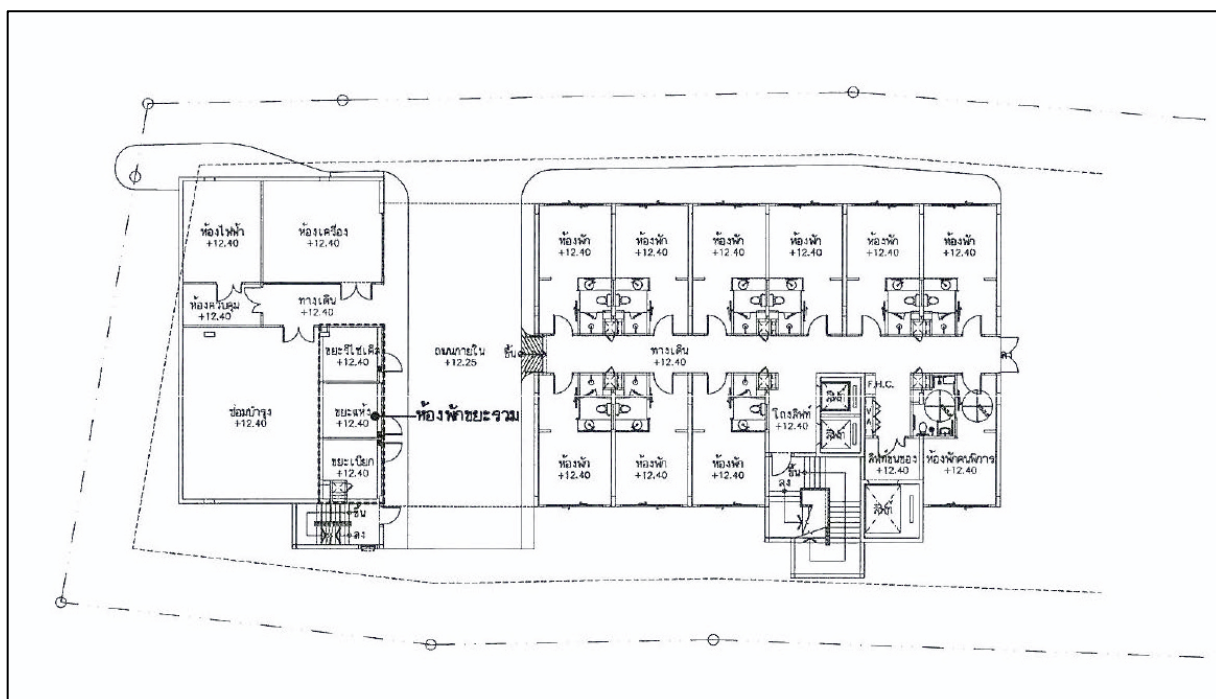 ห้องไฟฟ้า
+12.40
ห้องเครื่อง
+12.40
ห้องพัก
+12.40
ห้องพัก
+12.40
ห้องพัก
+12.40
ห้องพัก
+12.40
ห้องพัก
+12.40
ห้องพัก
+12.40
ห้องควบคุม
+12.40
ทางเดิน
+12.40
ขยะรีไซเคิล
+12.40
ถนนภายใน
+12.25
ขึ้น
ทางเดิน
+12.40
ลง
ซ่อมบำรุง
+12.40
ขยะแห้ง
+12.40
ห้องพักขยะรวม
โถงลิฟท์
+12.40
ลิฟท์
ลิฟท์
F.H.C.
ขยะเปียก
+12.40
ห้องพัก
+12.40
ห้องพัก
+12.40
ห้องพัก
+12.40
ขึ้น
ลง
ลิฟท์ขนของ
+12.40
ห้องพักคนพิการ
+12.40
ลิฟท์
ขึ้น
ลง